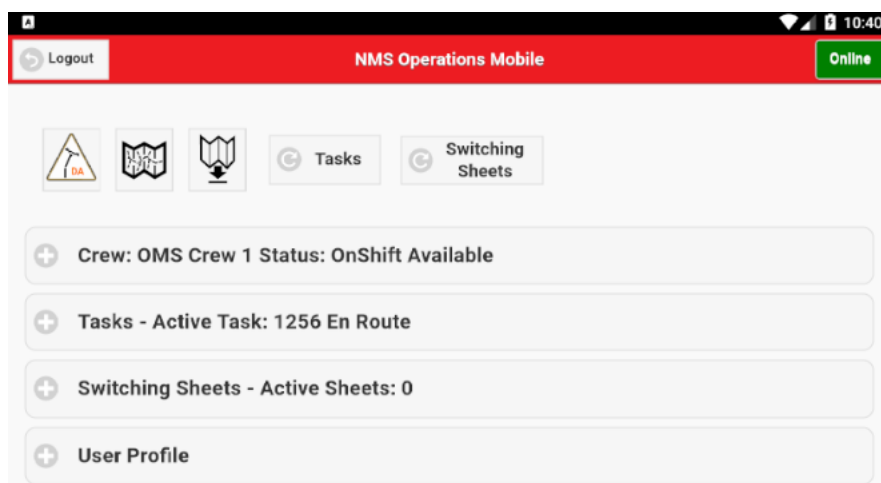 A
10:40
Logout
NMS Operations Mobile
Online
DA
Tasks
Switching
Sheets
Crew: OMS Crew 1 Status: OnShift Available
Tasks - Active Task: 1256 En Route
Switching Sheets - Active Sheets: 0
User Profile